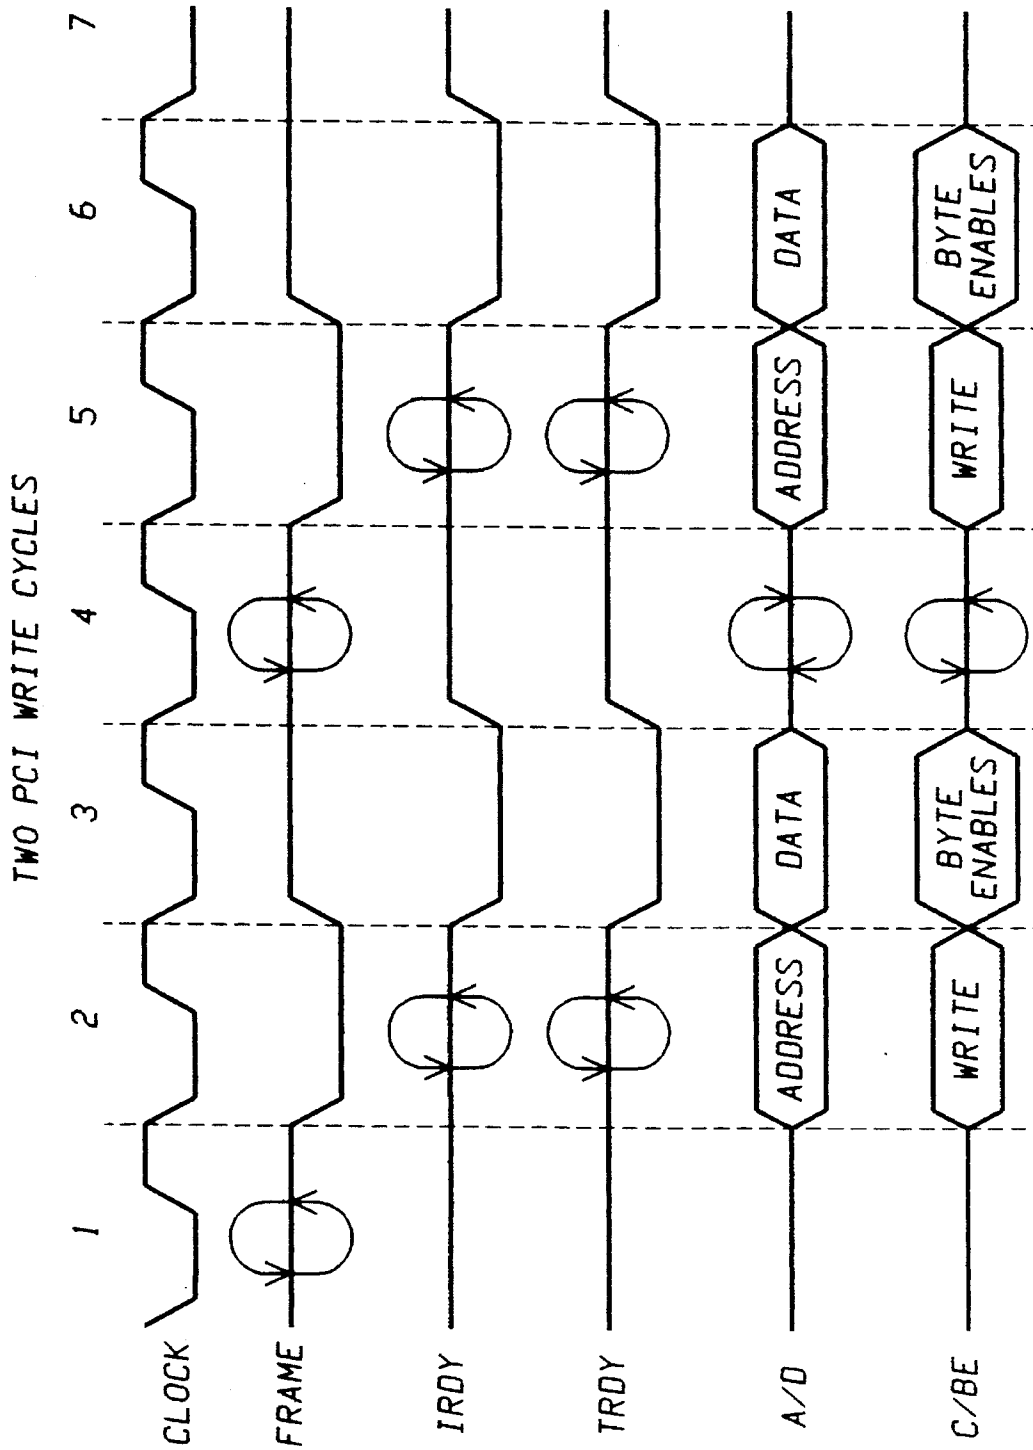 TWO PCI WRITE CYCLES
1 2 3 4 5 6 7
CLOCK
FRAME
IRDY
TRDY
A/D
ADDRESS
DATA
ADDRESS
DATA
C/BE
WRITE
BYTE
ENABLES
WRITE
BYTE
ENABLES